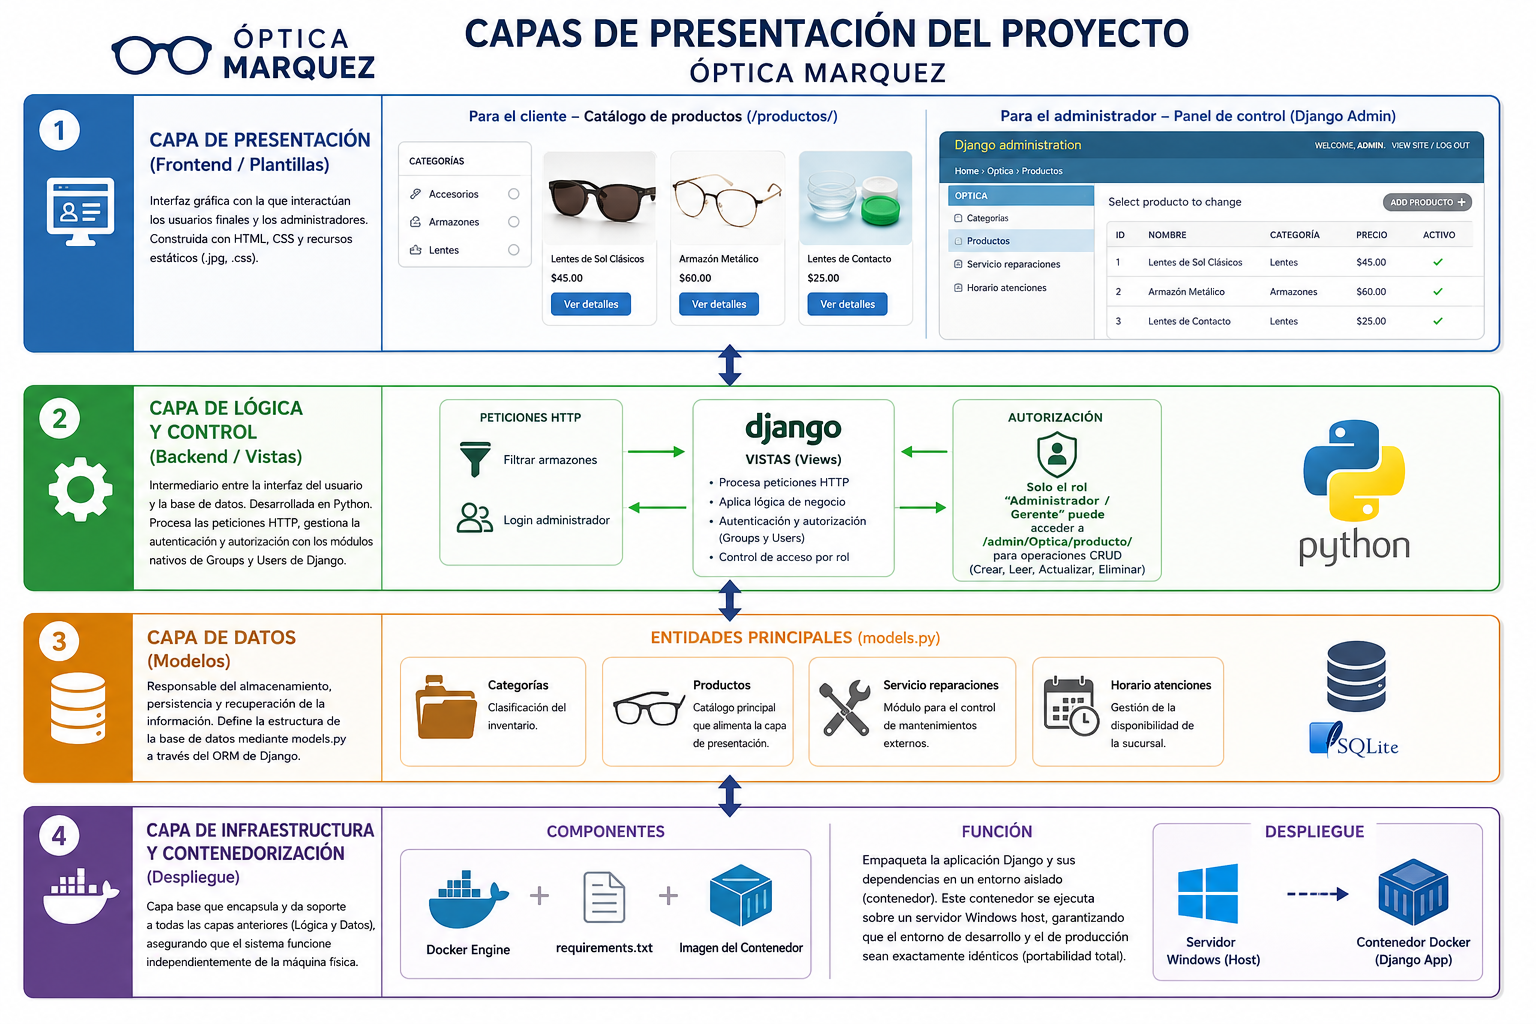 ÓPTICA
MARQUEZ
CAPAS DE PRESENTACIÓN DEL PROYECTO
ÓPTICA MARQUEZ
1
CAPA DE PRESENTACIÓN
(Frontend / Plantillas)
Interfaz gráfica con la que interactúan
los usuarios finales y los administradores.
Construida con HTML, CSS y recursos
estáticos (.jpg, .css).
Para el cliente – Catálogo de productos (/productos/)
CATEGORÍAS
Accesorios
Armazones
Lentes
Lentes de Sol Clásicos
$45.00
Ver detalles
Armazón Metálico
$60.00
Ver detalles
Lentes de Contacto
$25.00
Ver detalles
Para el administrador – Panel de control (Django Admin)
Django administration
WELCOME, ADMIN. VIEW SITE / LOG OUT
Home › Optica › Productos
OPTICA
Categorías
Productos
Servicio reparaciones
Horario atenciones
Select producto to change
ADD PRODUCTO +
ID NOMBRE CATEGORÍA PRECIO ACTIVO
1 Lentes de Sol Clásicos Lentes $45.00 ✓
2 Armazón Metálico Armazones $60.00 ✓
3 Lentes de Contacto Lentes $25.00 ✓
2
CAPA DE LÓGICA
Y CONTROL
(Backend / Vistas)
Intermediario entre la interfaz del usuario
y la base de datos. Desarrollada en Python.
Procesa las peticiones HTTP, gestiona la
autenticación y autorización con los módulos
nativos de Groups y Users de Django.
PETICIONES HTTP
Filtrar armazones
Login administrador
django
VISTAS (Views)
• Procesa peticiones HTTP
• Aplica lógica de negocio
• Autenticación y autorización
(Groups y Users)
• Control de acceso por rol
AUTORIZACIÓN
Solo el rol
“Administrador /
Gerente” puede
acceder a
/admin/Optica/producto/
para operaciones CRUD
(Crear, Leer, Actualizar, Eliminar)
python
3
CAPA DE DATOS
(Modelos)
Responsable del almacenamiento,
persistencia y recuperación de la
información. Define la estructura de
la base de datos mediante models.py
a través del ORM de Django.
ENTIDADES PRINCIPALES (models.py)
Categorías
Clasificación del
inventario.
Productos
Catálogo principal
que alimenta la capa
de presentación.
Servicio reparaciones
Módulo para el control
de mantenimientos
externos.
Horario atenciones
Gestión de la
disponibilidad de
la sucursal.
SQLite
4
CAPA DE INFRAESTRUCTURA
Y CONTENEDORIZACIÓN
(Despliegue)
Capa base que encapsula y da soporte
a todas las capas anteriores (Lógica y Datos),
asegurando que el sistema funcione
independientemente de la máquina física.
COMPONENTES
Docker Engine
+
requirements.txt
+
Imagen del Contenedor
FUNCIÓN
Empaqueta la aplicación Django y sus
dependencias en un entorno aislado
(contenedor). Este contenedor se ejecuta
sobre un servidor Windows host, garantizando
que el entorno de desarrollo y el de producción
sean exactamente idénticos (portabilidad total).
DESPLIEGUE
Servidor
Windows (Host)
Contenedor Docker
(Django App)